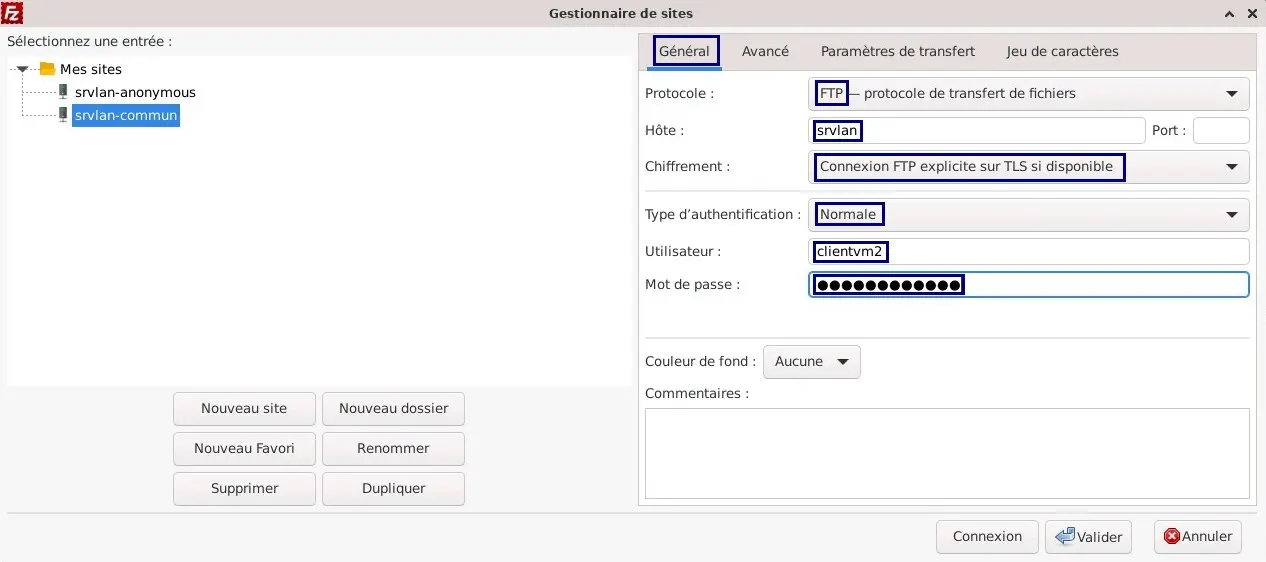 Fz
Gestionnaire de sites
Sélectionnez une entrée :
Mes sites
srvlan-anonymous
srvlan-commun
Nouveau site
Nouveau dossier
Nouveau Favori
Renommer
Supprimer
Dupliquer
Général
Avancé
Paramètres de transfert
Jeu de caractères
Protocole :
FTP — protocole de transfert de fichiers
Hôte :
srvlan
Port :
Chiffrement :
Connexion FTP explicite sur TLS si disponible
Type d’authentification :
Normale
Utilisateur :
clientvm2
Mot de passe :
●●●●●●●●●●●●
Couleur de fond :
Aucune
Commentaires :
Connexion
Valider
Annuler